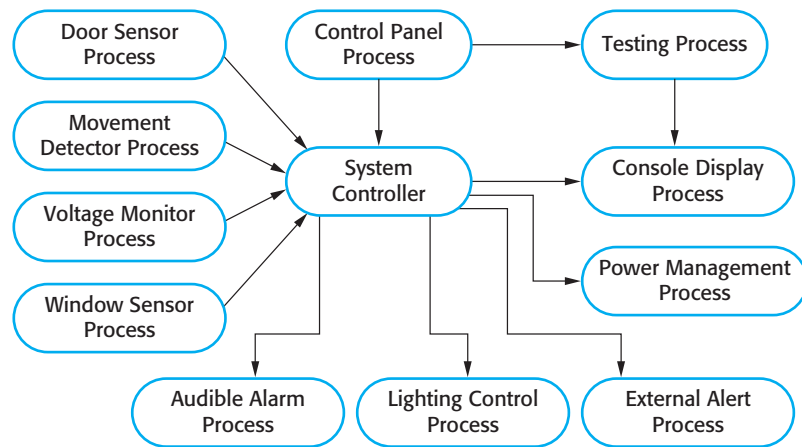 Door Sensor
Process
Control Panel
Process
Testing Process
Movement
Detector Process
System
Controller
Console Display
Process
Voltage Monitor
Process
Power Management
Process
Window Sensor
Process
Audible Alarm
Process
Lighting Control
Process
External Alert
Process